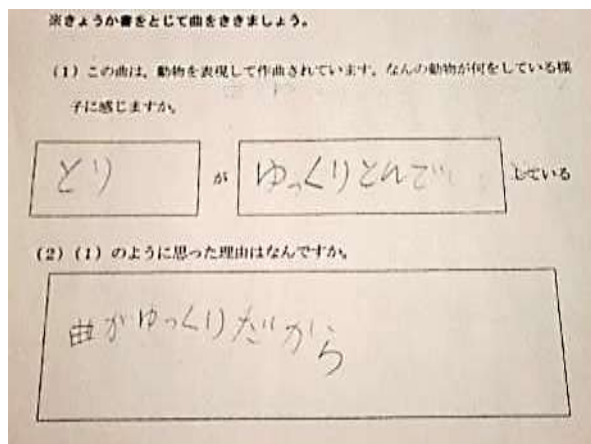 ※きょうか書をとじて曲をききましょう。
(1)この曲は、動物を表現して作曲されています。なんの動物が何をしている様
子に感じますか。
とり が ゆっくりとんで している
(2)(1)のように思った理由はなんですか。
曲がゆっくりだから